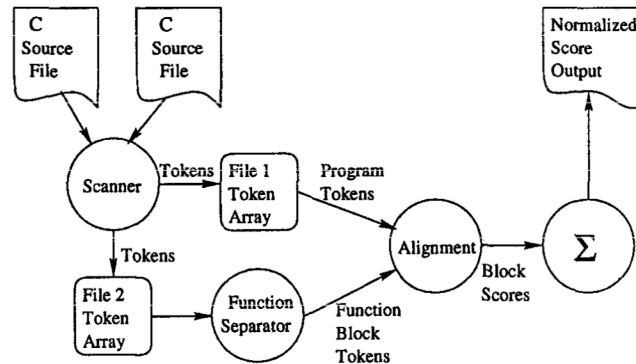 C
Source
File
C
Source
File
Normalized
Score
Output
Scanner
Tokens
File 1
Token
Array
Program
Tokens
Alignment
Block
Scores
Σ
Tokens
File 2
Token
Array
Function
Separator
Function
Block
Tokens